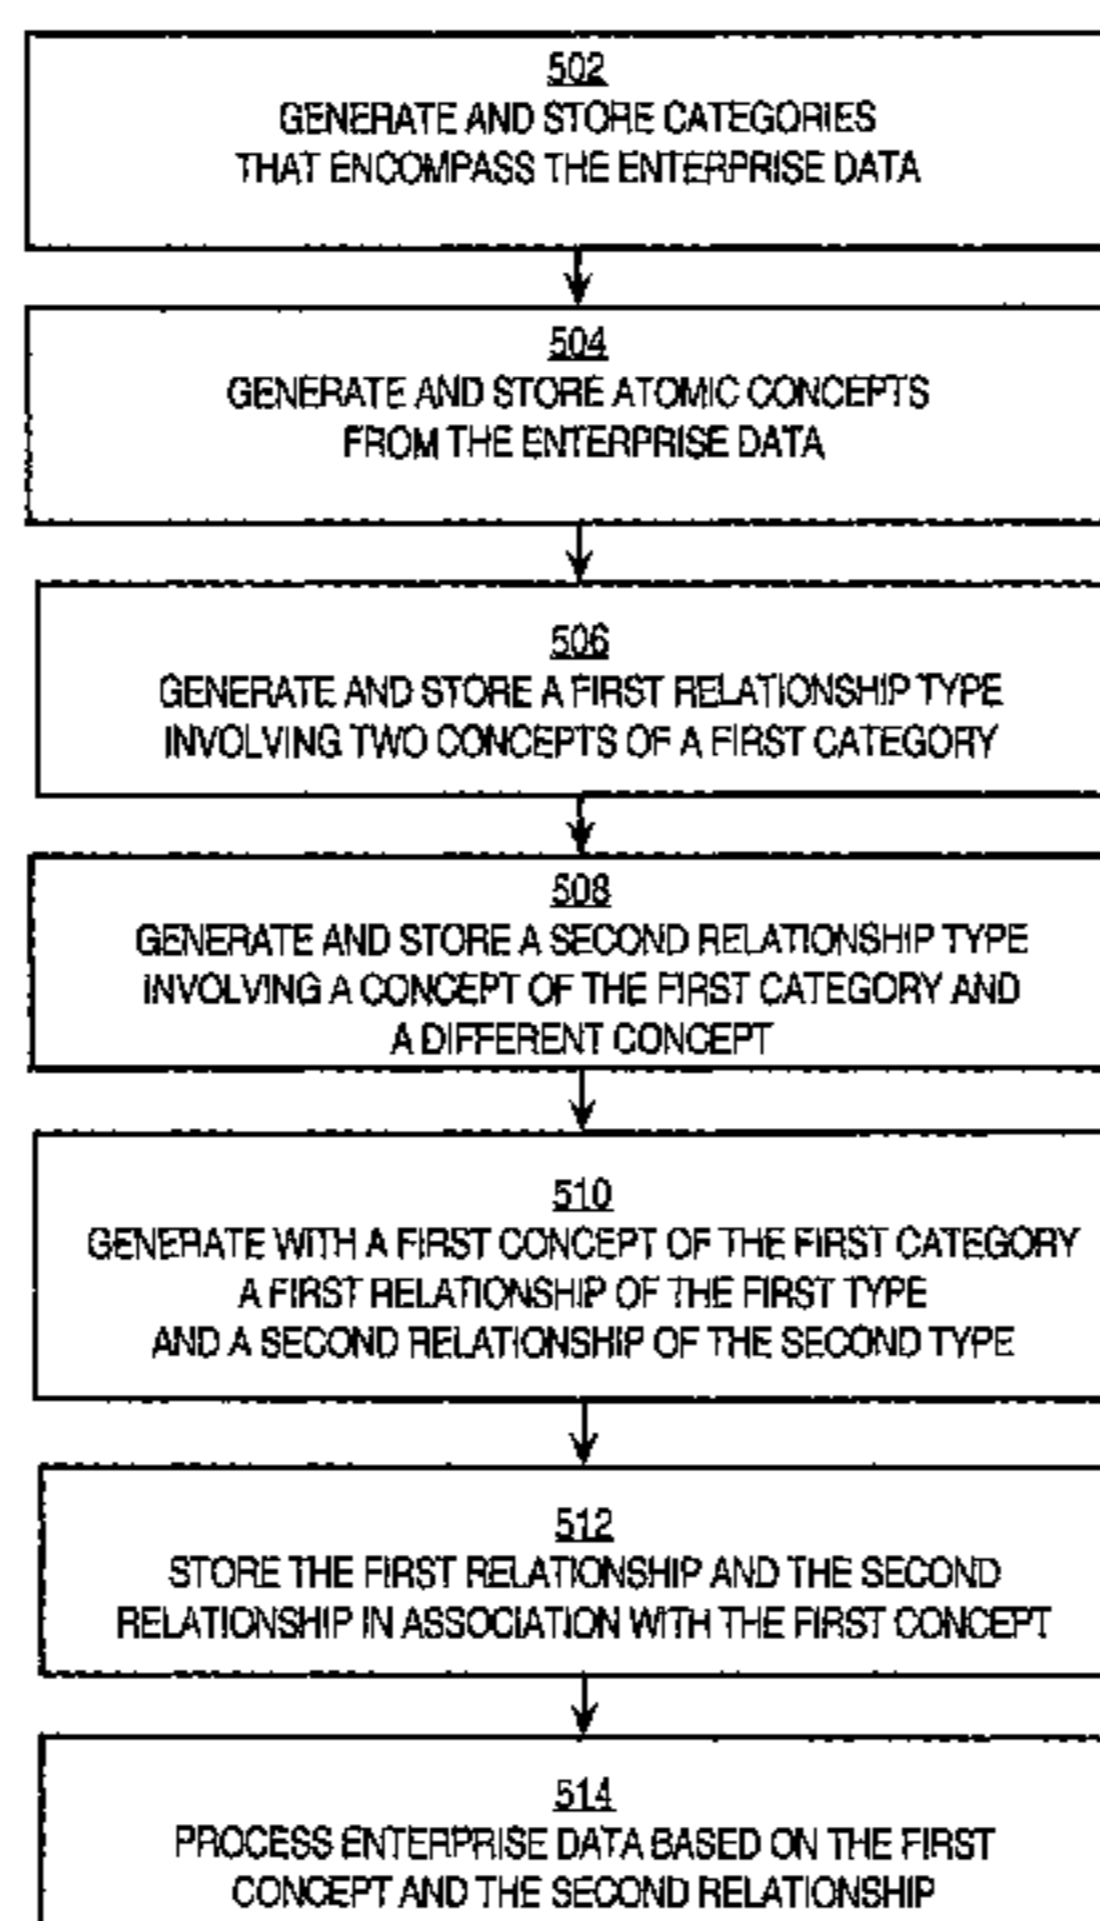 502
GENERATE AND STORE CATEGORIES
THAT ENCOMPASS THE ENTERPRISE DATA
504
GENERATE AND STORE ATOMIC CONCEPTS
FROM THE ENTERPRISE DATA
506
GENERATE AND STORE A FIRST RELATIONSHIP TYPE
INVOLVING TWO CONCEPTS OF A FIRST CATEGORY
508
GENERATE AND STORE A SECOND RELATIONSHIP TYPE
INVOLVING A CONCEPT OF THE FIRST CATEGORY AND
A DIFFERENT CONCEPT
510
GENERATE WITH A FIRST CONCEPT OF THE FIRST CATEGORY
A FIRST RELATIONSHIP OF THE FIRST TYPE
AND A SECOND RELATIONSHIP OF THE SECOND TYPE
512
STORE THE FIRST RELATIONSHIP AND THE SECOND
RELATIONSHIP IN ASSOCIATION WITH THE FIRST CONCEPT
514
PROCESS ENTERPRISE DATA BASED ON THE FIRST
CONCEPT AND THE SECOND RELATIONSHIP